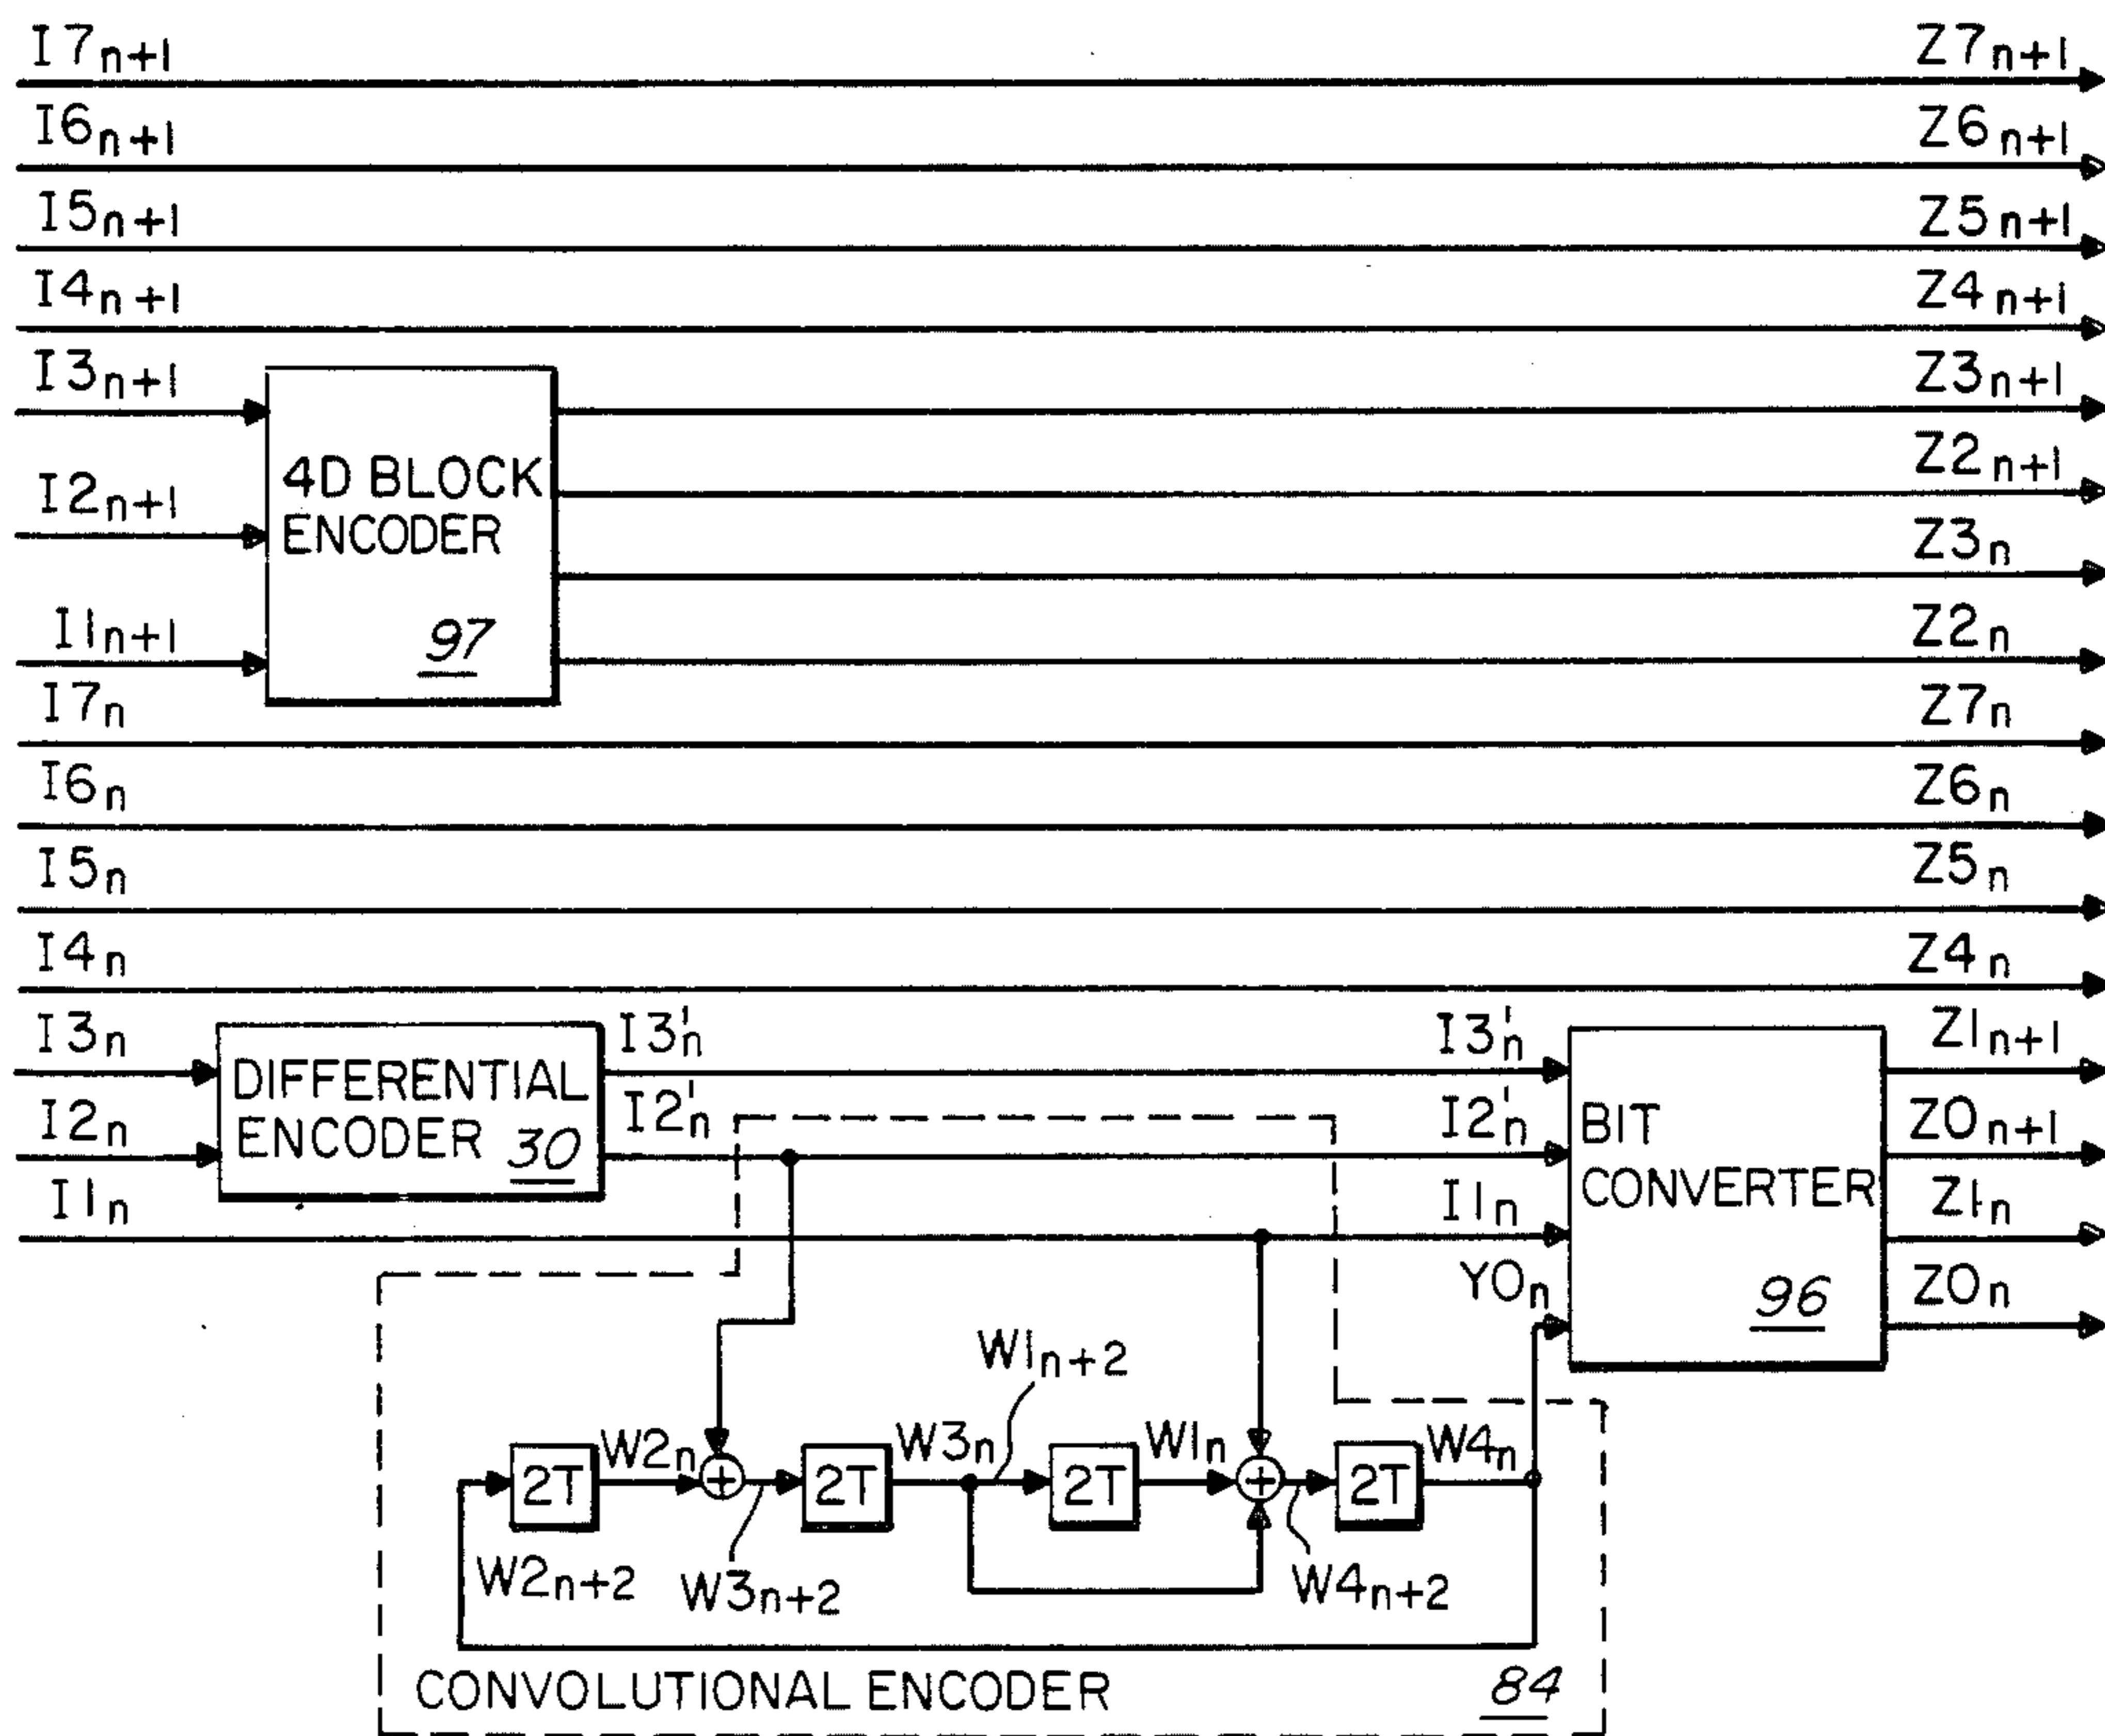 I7n+1 Z7n+1
I6n+1 Z6n+1
I5n+1 Z5n+1
I4n+1 Z4n+1
I3n+1 Z3n+1
4D BLOCK
ENCODER
97
I2n+1 Z2n+1
Z3n
I1n+1 Z2n
I7n Z7n
I6n Z6n
I5n Z5n
I4n Z4n
I3n I3'n I3'n Z1n+1
DIFFERENTIAL
ENCODER 30
I2n I2'n I2'n Z0n+1
BIT
CONVERTER
96
I1n I1n Z1n
Y0n Z0n
W1n+2
W2n W3n W1n W4n
2T 2T 2T 2T
+ +
W2n+2 W3n+2 W4n+2
CONVOLUTIONAL ENCODER 84